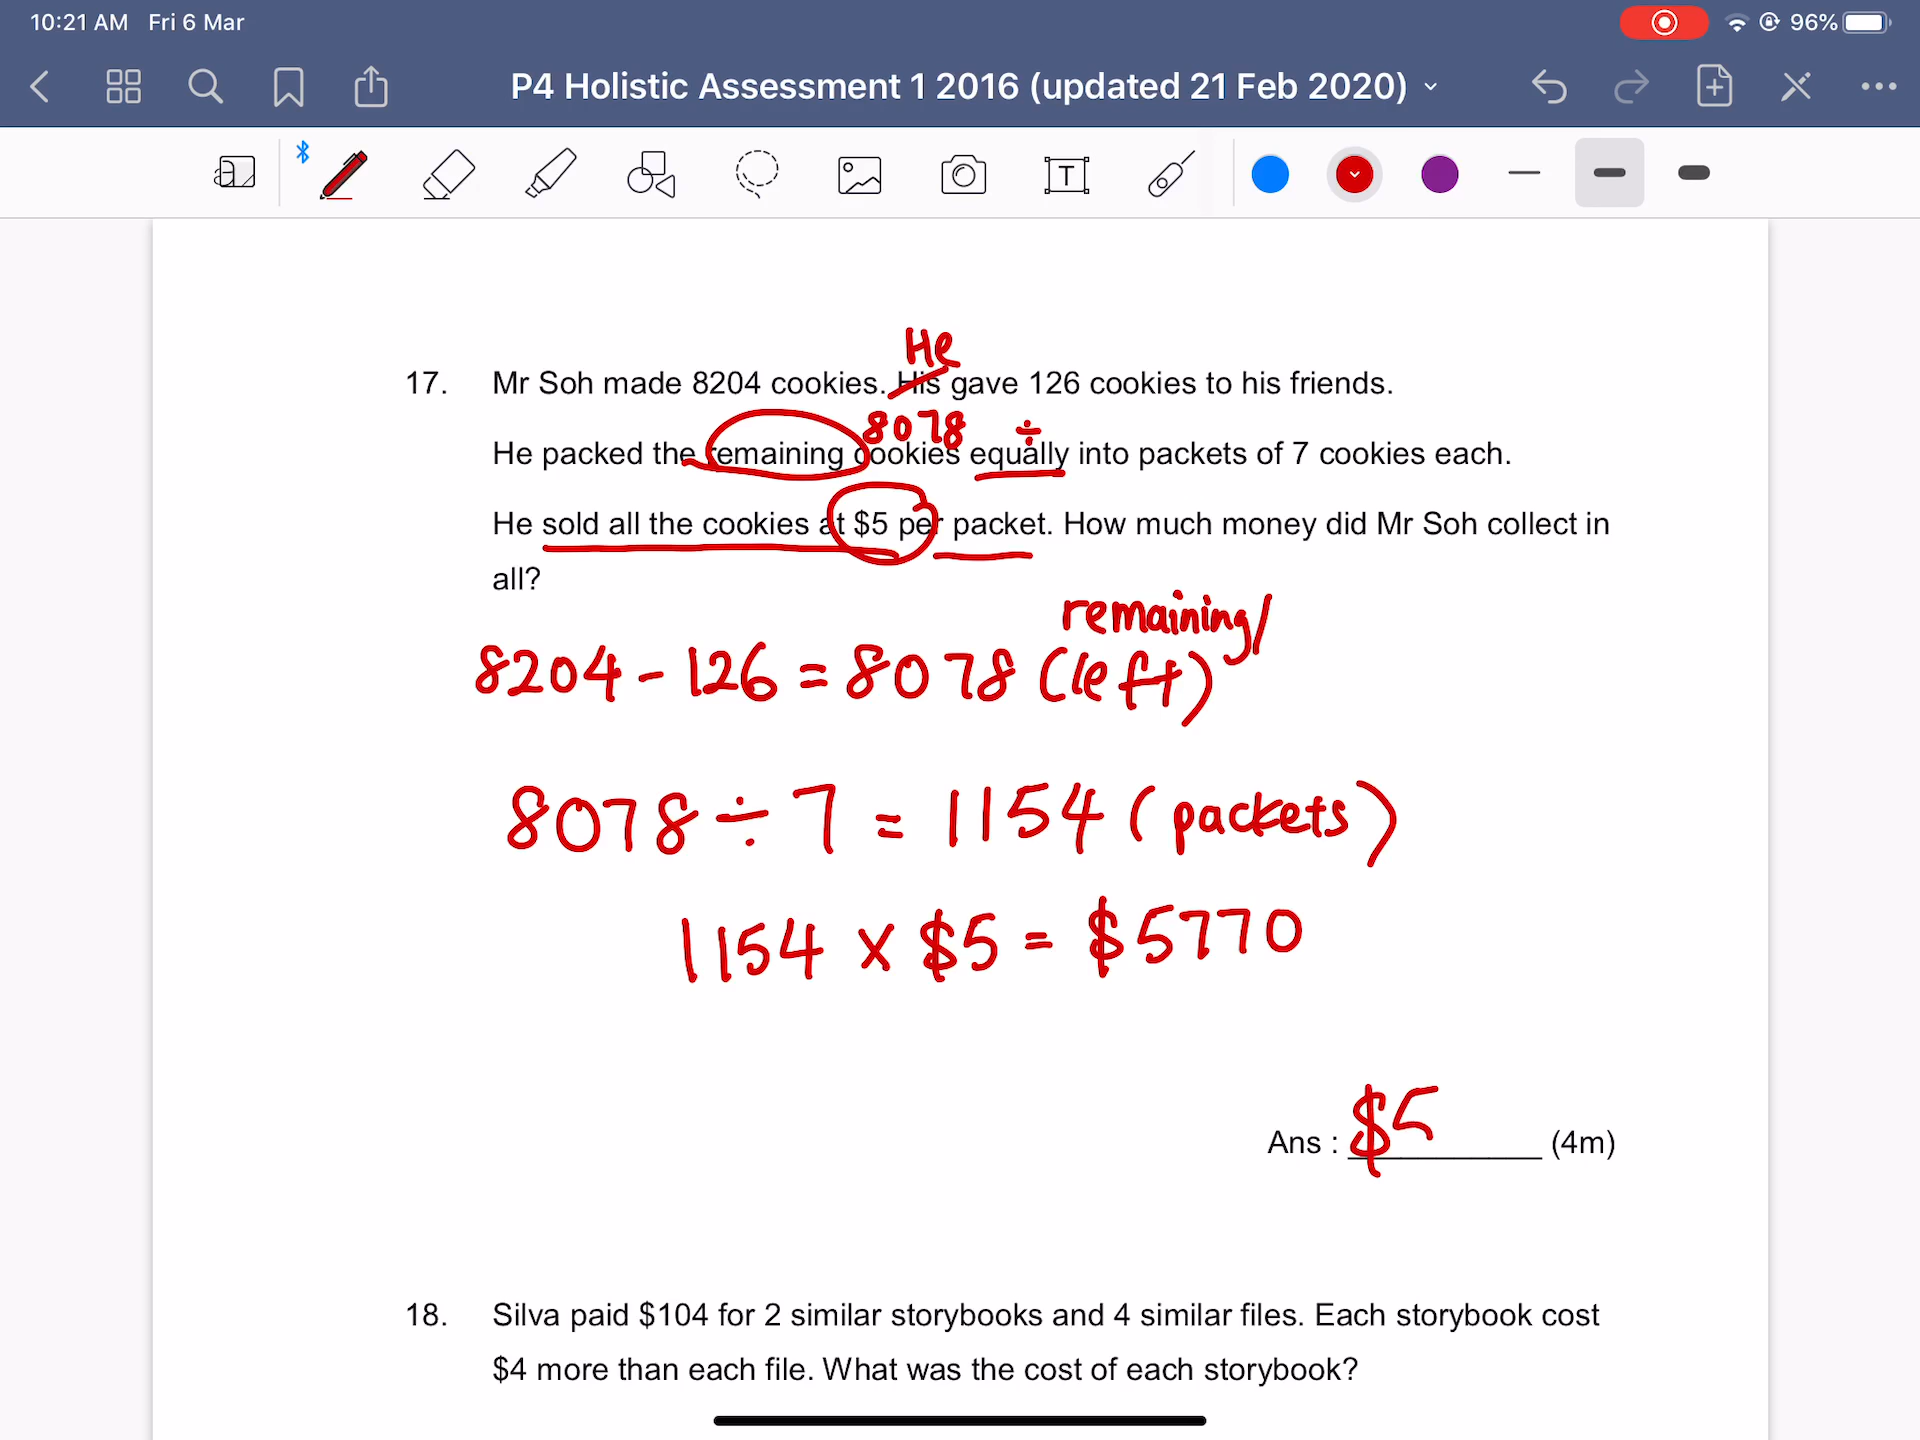 10:21 AM Fri 6 Mar 96%
P4 Holistic Assessment 1 2016 (updated 21 Feb 2020)
He
17. Mr Soh made 8204 cookies. His gave 126 cookies to his friends.
8078 ÷
He packed the remaining cookies equally into packets of 7 cookies each.
He sold all the cookies at $5 per packet. How much money did Mr Soh collect in
all?
remaining/
8204 - 126 = 8078 (left)
8078 ÷ 7 = 1154 (packets)
1154 x $5 = $5770
Ans : $5 (4m)
18. Silva paid $104 for 2 similar storybooks and 4 similar files. Each storybook cost
$4 more than each file. What was the cost of each storybook?